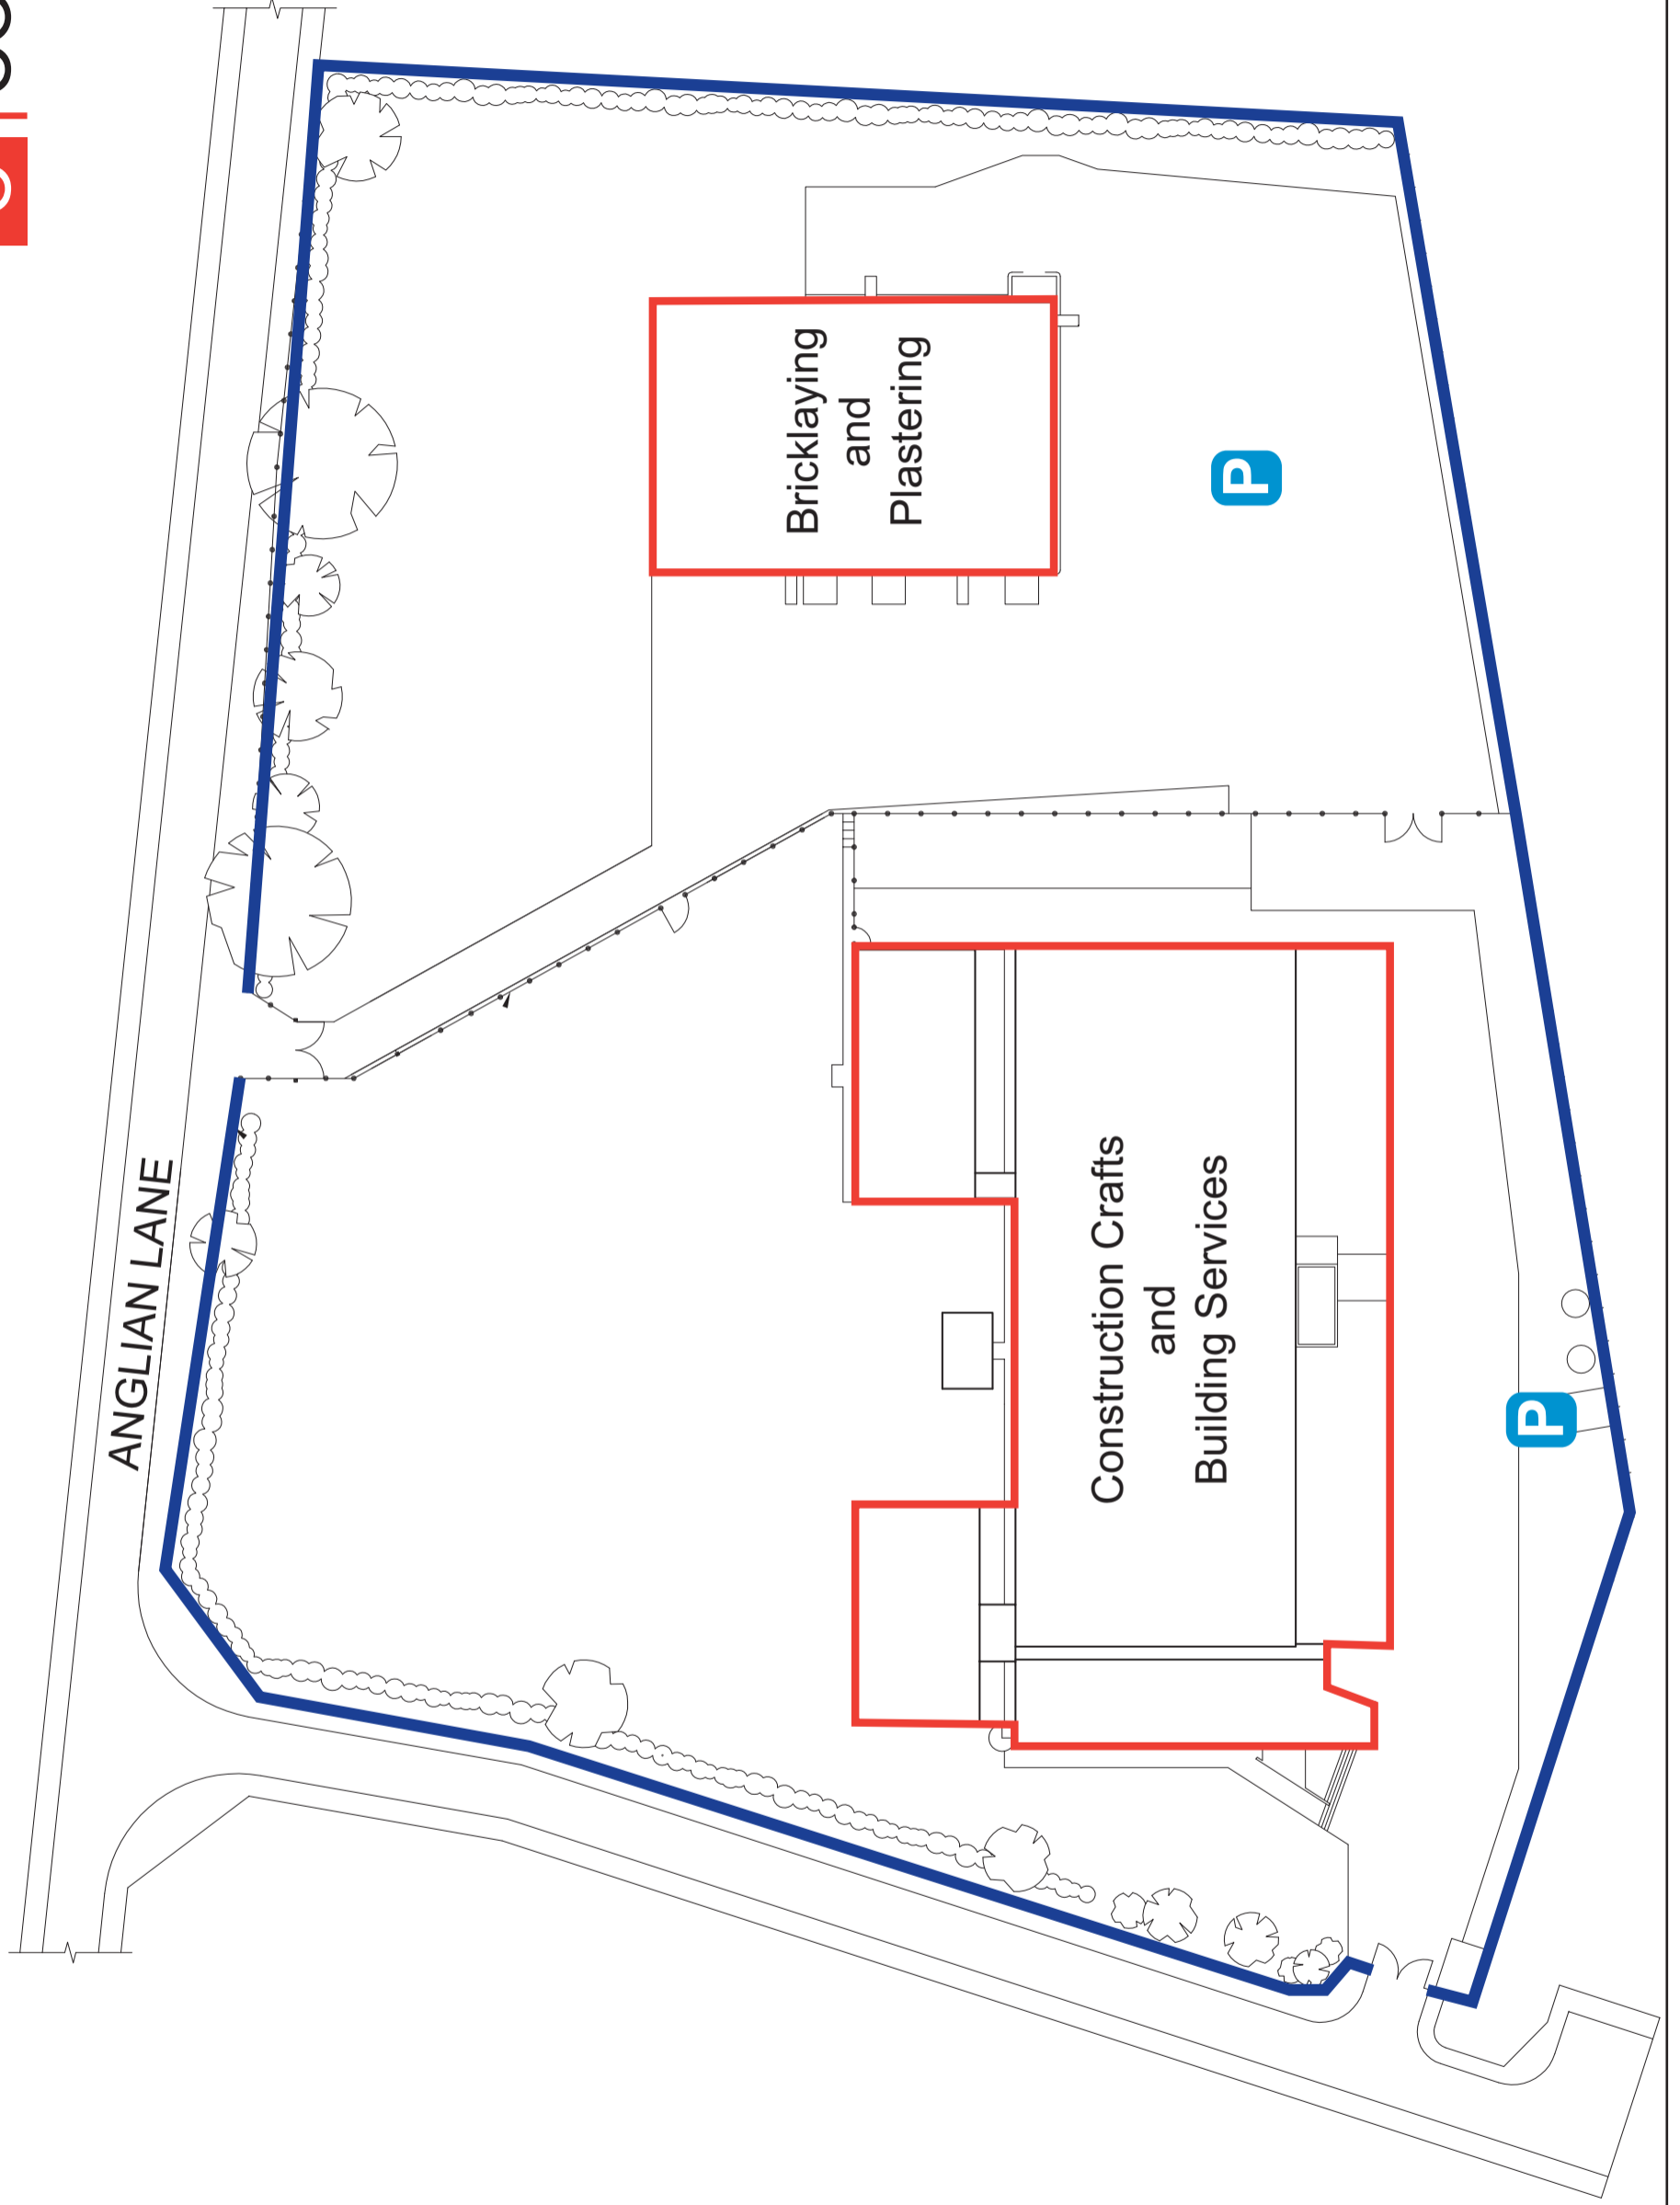 ANGLIAN LANE
Bricklaying
and
Plastering
P
Construction Crafts
and
Building Services
P